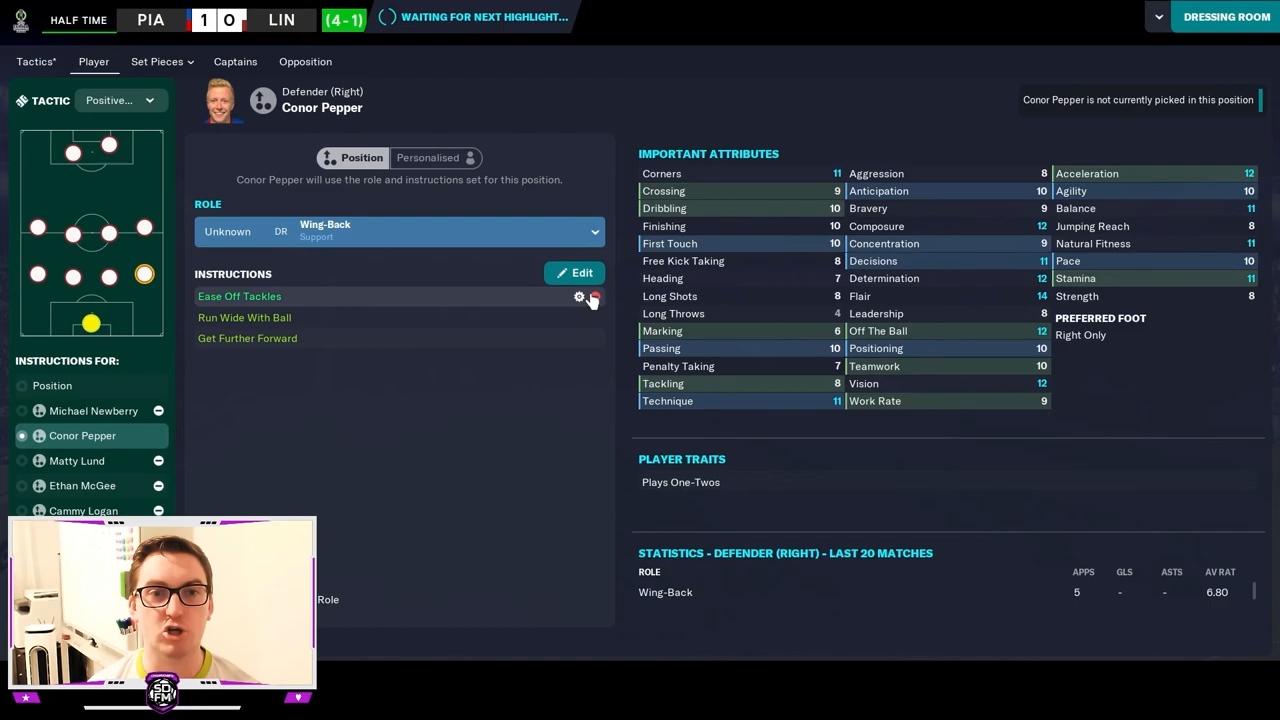 HALF TIME PIA 1 0 LIN (4-1) WAITING FOR NEXT HIGHLIGHT... DRESSING ROOM
Tactics* Player Set Pieces Captains Opposition
TACTIC Positive...
Defender (Right)
Conor Pepper
Conor Pepper is not currently picked in this position
Position Personalised
Conor Pepper will use the role and instructions set for this position.
ROLE
Unknown DR Wing-Back
Support
INSTRUCTIONS Edit
Ease Off Tackles
Run Wide With Ball
Get Further Forward
INSTRUCTIONS FOR:
Position
Michael Newberry
Conor Pepper
Matty Lund
Ethan McGee
Cammy Logan
Role
IMPORTANT ATTRIBUTES
Corners 11 Aggression 8 Acceleration 12
Crossing 9 Anticipation 10 Agility 10
Dribbling 10 Bravery 9 Balance 11
Finishing 10 Composure 12 Jumping Reach 8
First Touch 10 Concentration 9 Natural Fitness 11
Free Kick Taking 8 Decisions 11 Pace 10
Heading 7 Determination 12 Stamina 11
Long Shots 8 Flair 14 Strength 8
Long Throws 4 Leadership 8 PREFERRED FOOT
Marking 6 Off The Ball 12 Right Only
Passing 10 Positioning 10
Penalty Taking 7 Teamwork 10
Tackling 8 Vision 12
Technique 11 Work Rate 9
PLAYER TRAITS
Plays One-Twos
STATISTICS - DEFENDER (RIGHT) - LAST 20 MATCHES
ROLE APPS GLS ASTS AV RAT
Wing-Back 5 - - 6.80
SD
FM